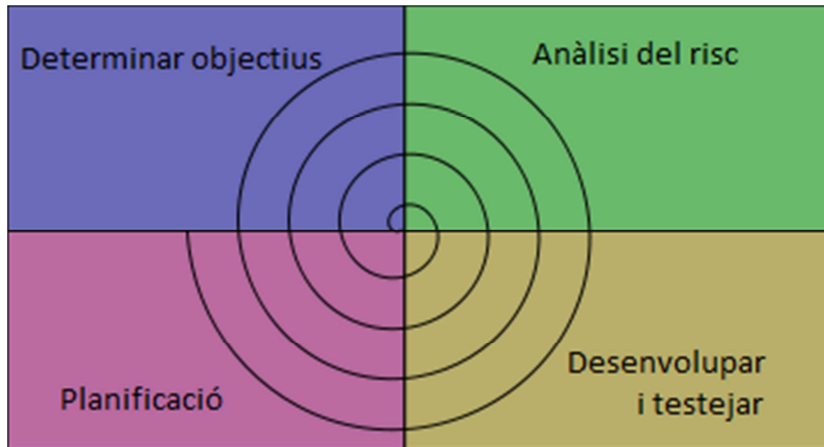 Determinar objectius
Anàlisi del risc
Planificació
Desenvolupar
i testejar